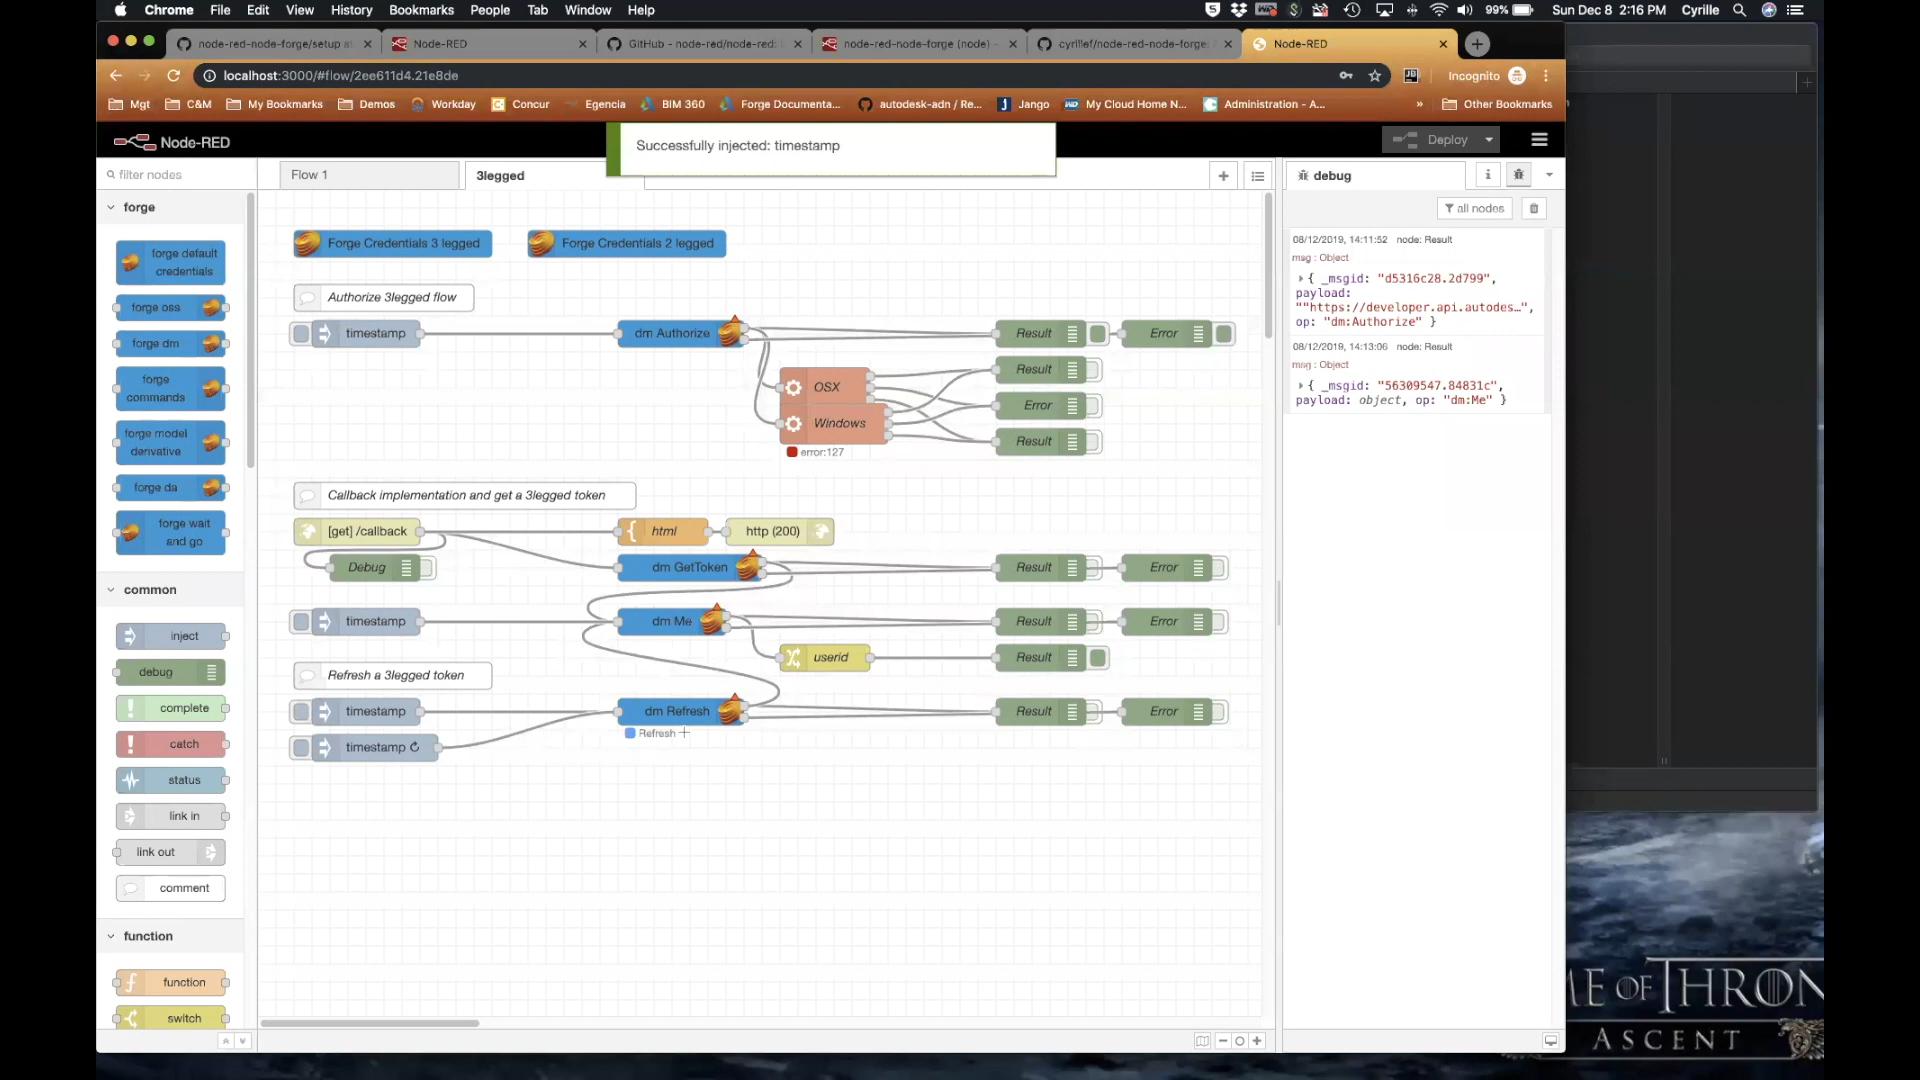 Chrome File Edit View History Bookmarks People Tab Window Help 99% Sun Dec 8 2:16 PM Cyrille
node-red-node-forge/setup at Node-RED GitHub - node-red/node-red: node-red-node-forge (node) - cyrillef/node-red-node-forge: Node-RED
localhost:3000/#flow/2ee611d4.21e8de Incognito
Mgt C&M My Bookmarks Demos Workday Concur Egencia BIM 360 Forge Documenta... autodesk-adn / Re... Jango My Cloud Home N... Administration - A... » Other Bookmarks
Node-RED Successfully injected: timestamp Deploy
filter nodes Flow 1 3legged debug
all nodes
forge
forge default credentials
forge oss
forge dm
forge commands
forge model derivative
forge da
forge wait and go
common
inject
debug
complete
catch
status
link in
link out
comment
function
function
switch
Forge Credentials 3 legged Forge Credentials 2 legged
Authorize 3legged flow
timestamp dm Authorize Result Error
OSX Result
Windows Error
error:127 Result
Callback implementation and get a 3legged token
[get] /callback html http (200)
Debug dm GetToken Result Error
timestamp dm Me Result Error
userid Result
Refresh a 3legged token
timestamp dm Refresh Result Error
Refresh
timestamp ↻
08/12/2019, 14:11:52 node: Result
msg : Object
{ _msgid: "d5316c28.2d799",
payload:
""https://developer.api.autodes…",
op: "dm:Authorize" }
08/12/2019, 14:13:06 node: Result
msg : Object
{ _msgid: "56309547.84831c",
payload: object, op: "dm:Me" }
ME OF THRON
ASCENT